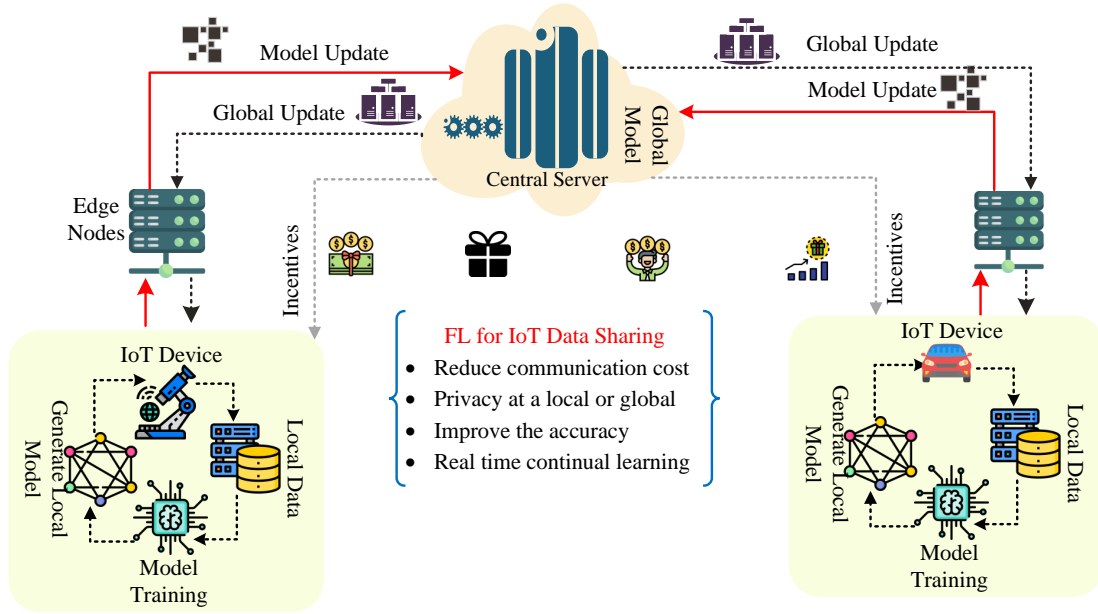 Model Update
Global Update
Global Update
Model Update
Global
Model
Central Server
Edge
Nodes
Incentives
Incentives
FL for IoT Data Sharing
• Reduce communication cost
• Privacy at a local or global
• Improve the accuracy
• Real time continual learning
IoT Device
Generate Local
Model
Local Data
Model
Training
IoT Device
Generate Local
Model
Local Data
Model
Training